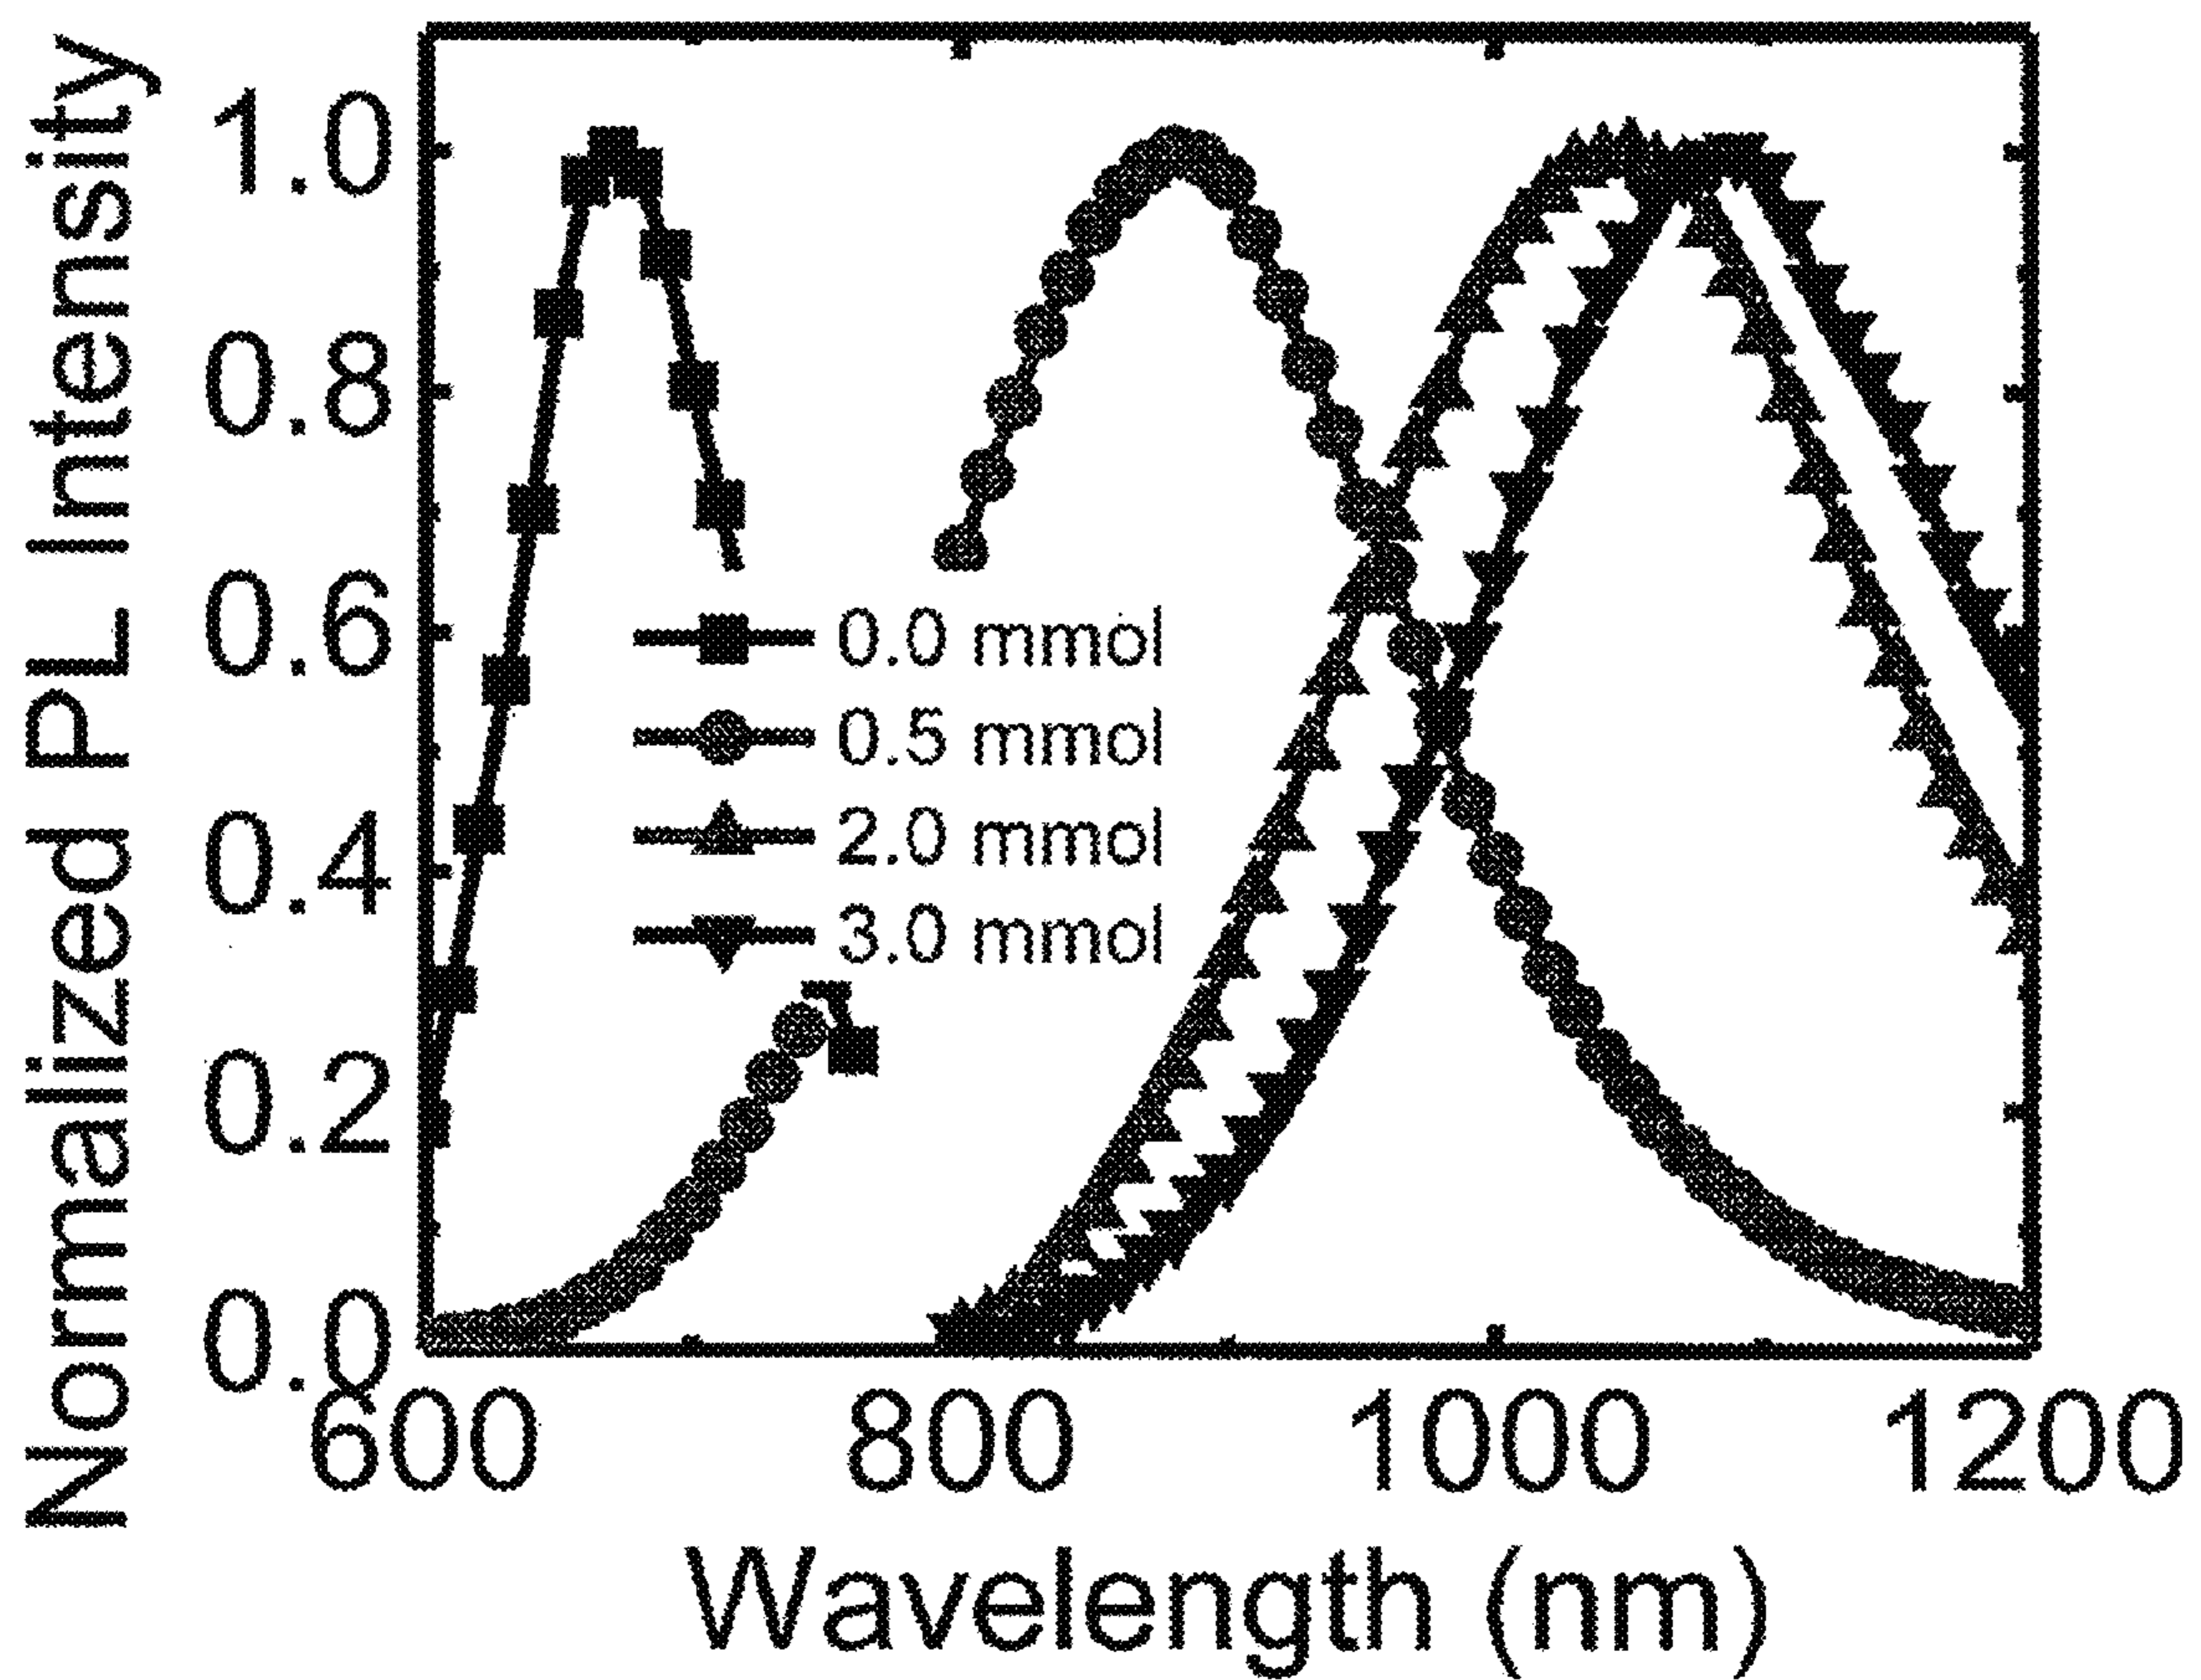 Normalized PL Intensity
1.0
0.8
0.6
0.4
0.2
0.0
0.0 mmol
0.5 mmol
2.0 mmol
3.0 mmol
600 800 1000 1200
Wavelength (nm)